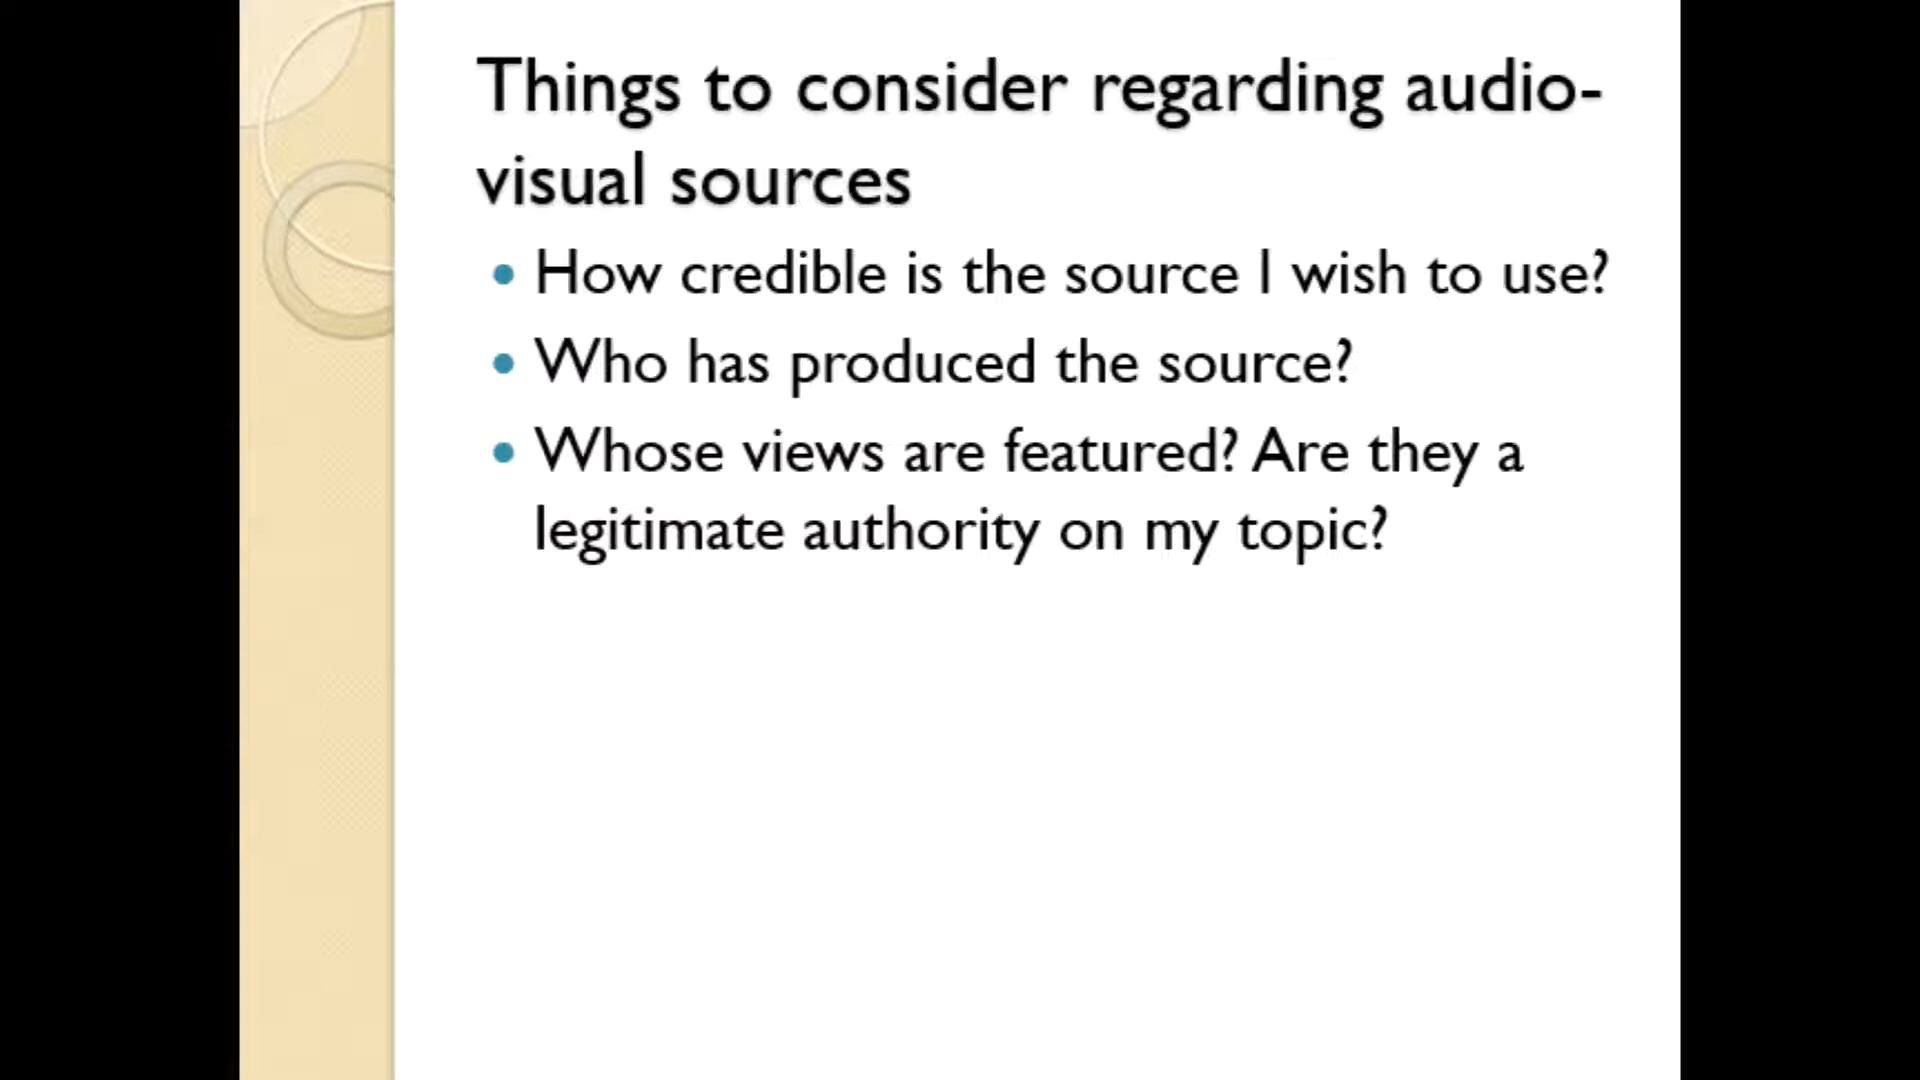 Things to consider regarding audio-
visual sources
• How credible is the source I wish to use?
• Who has produced the source?
• Whose views are featured? Are they a
legitimate authority on my topic?